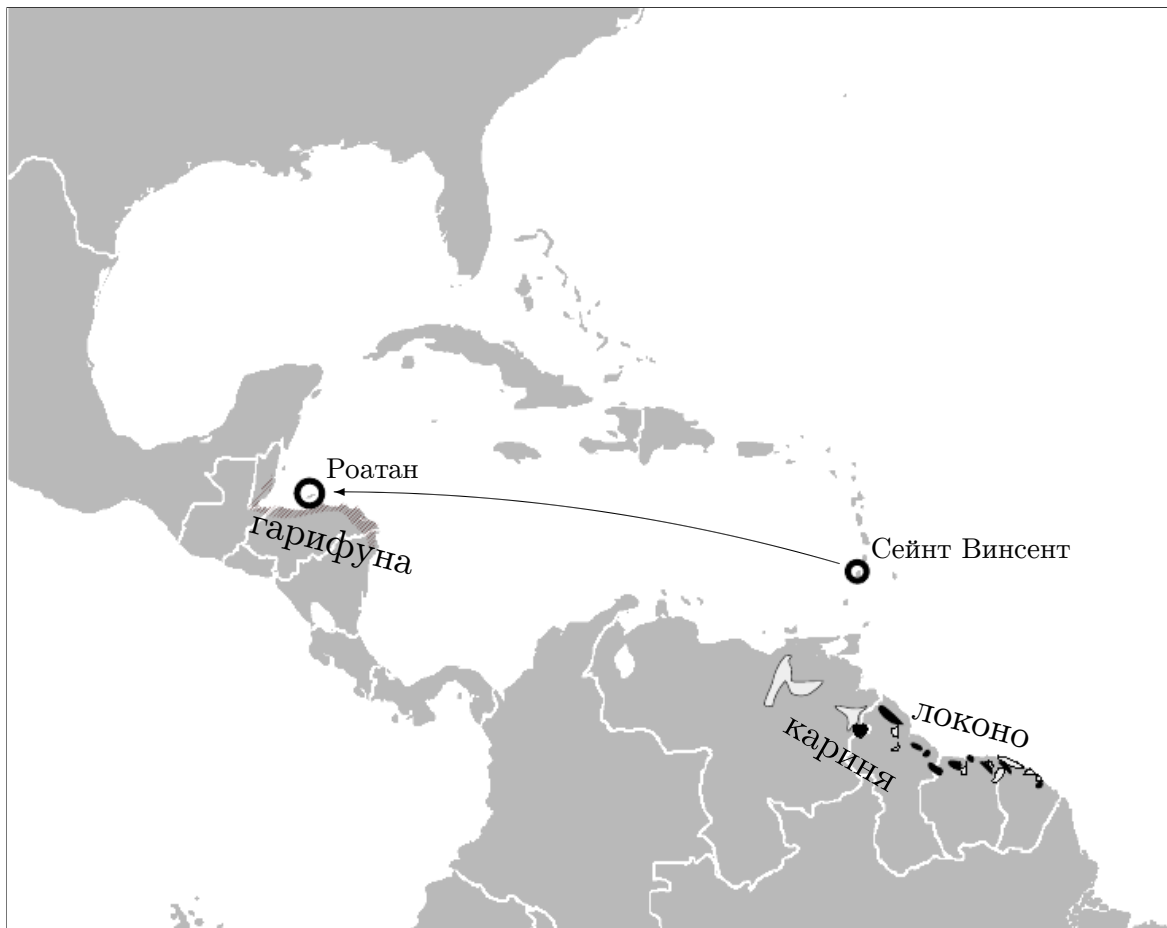 Роатан
гарифуна
Сейнт Винсент
локоно
кариня